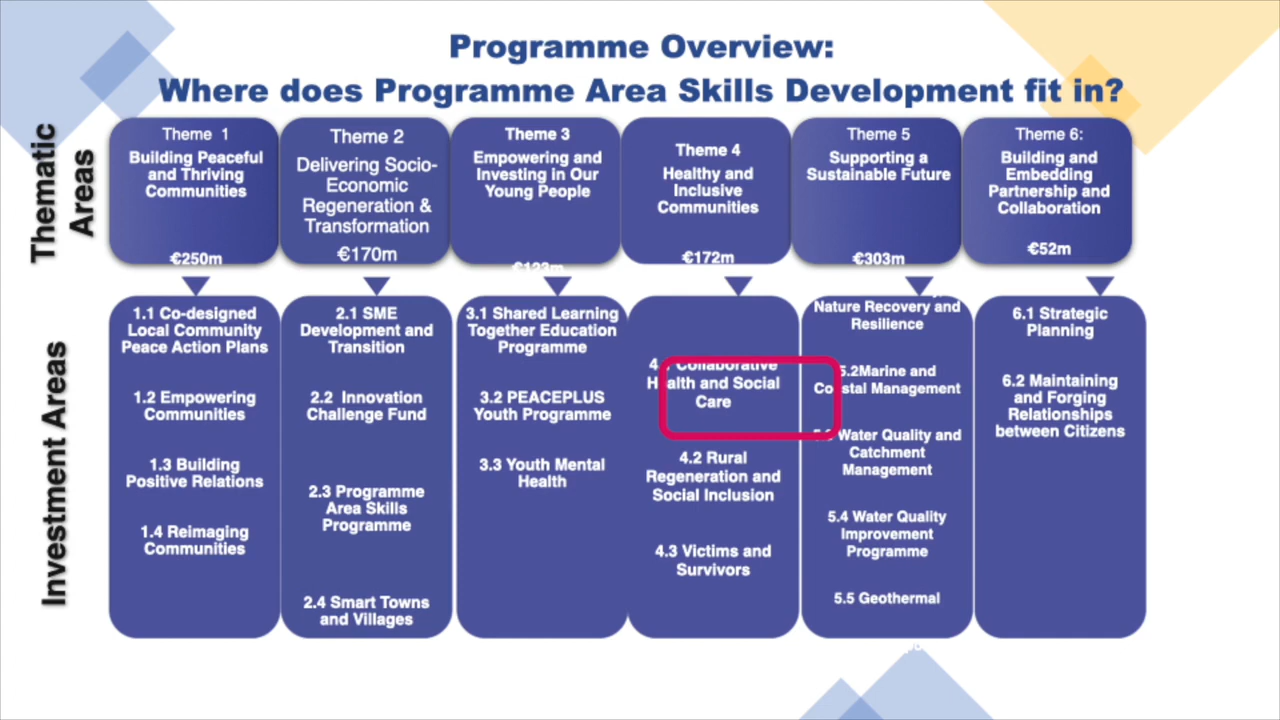 Programme Overview:
Where does Programme Area Skills Development fit in?
Thematic
Areas
Theme 1
Building Peaceful
and Thriving
Communities
€250m
Theme 2
Delivering Socio-
Economic
Regeneration &
Transformation
€170m
Theme 3
Empowering and
Investing in Our
Young People
Theme 4
Healthy and
Inclusive
Communities
€172m
Theme 5
Supporting a
Sustainable Future
€303m
Theme 6:
Building and
Embedding
Partnership and
Collaboration
€52m
Investment Areas
1.1 Co-designed
Local Community
Peace Action Plans
1.2 Empowering
Communities
1.3 Building
Positive Relations
1.4 Reimaging
Communities
2.1 SME
Development and
Transition
2.2 Innovation
Challenge Fund
2.3 Programme
Area Skills
Programme
2.4 Smart Towns
and Villages
3.1 Shared Learning
Together Education
Programme
3.2 PEACEPLUS
Youth Programme
3.3 Youth Mental
Health
Collaborative
Health and Social
Care
4.2 Rural
Regeneration and
Social Inclusion
4.3 Victims and
Survivors
Nature Recovery and
Resilience
5.2Marine and
Coastal Management
Water Quality and
Catchment
Management
5.4 Water Quality
Improvement
Programme
5.5 Geothermal
6.1 Strategic
Planning
6.2 Maintaining
and Forging
Relationships
between Citizens